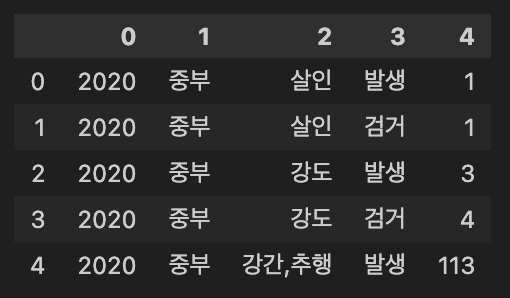 0 1 2 3 4
0 2020 중부 살인 발생 1
1 2020 중부 살인 검거 1
2 2020 중부 강도 발생 3
3 2020 중부 강도 검거 4
4 2020 중부 강간,추행 발생 113